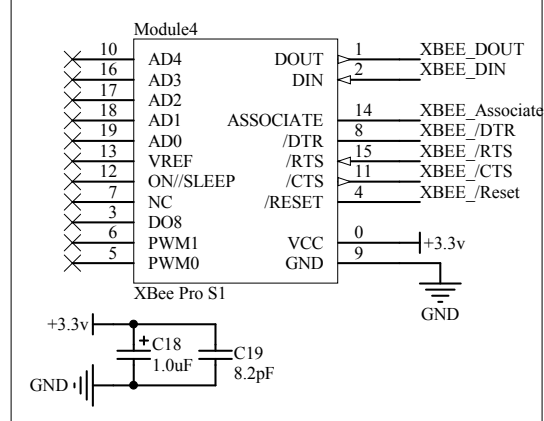 Module4
10 AD4 DOUT 1 XBEE_DOUT
16 AD3 DIN 2 XBEE_DIN
17 AD2
18 AD1 ASSOCIATE 14 XBEE_Associate
19 AD0 /DTR 8 XBEE_/DTR
13 VREF /RTS 15 XBEE_/RTS
12 ON//SLEEP /CTS 11 XBEE_/CTS
7 NC /RESET 4 XBEE_/Reset
3 DO8
6 PWM1 VCC 0 +3.3v
5 PWM0 GND 9
XBee Pro S1
GND
+3.3v
+ C18 C19
1.0uF 8.2pF
GND